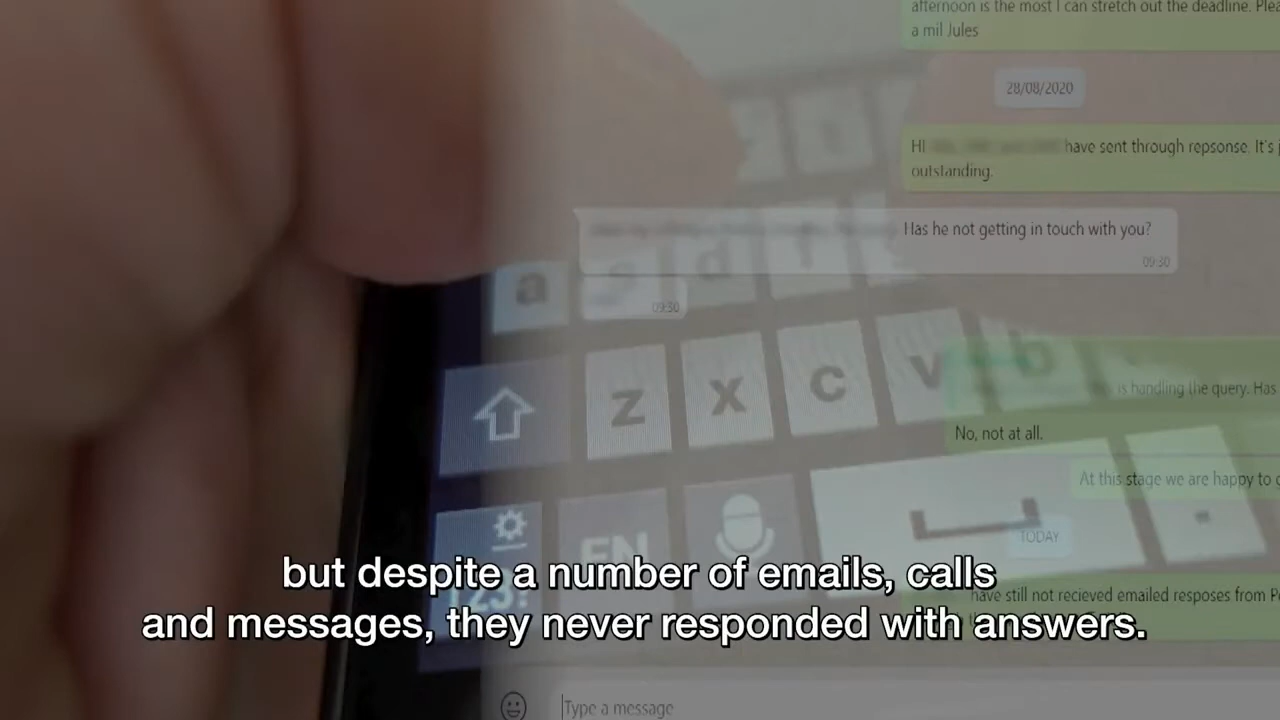 afternoon is the most I can stretch out the deadline.
a mil Jules
28/08/2020
HI have sent through repsonse. It's
outstanding.
Has he not getting in touch with you?
09:30
09:30
a s d f
z x c v b
is handling the query. Has
No, not at all.
At this stage we are happy to
EN
TODAY
123!
but despite a number of emails, calls
and messages, they never responded with answers.
have still not recieved emailed resposes from
Type a message